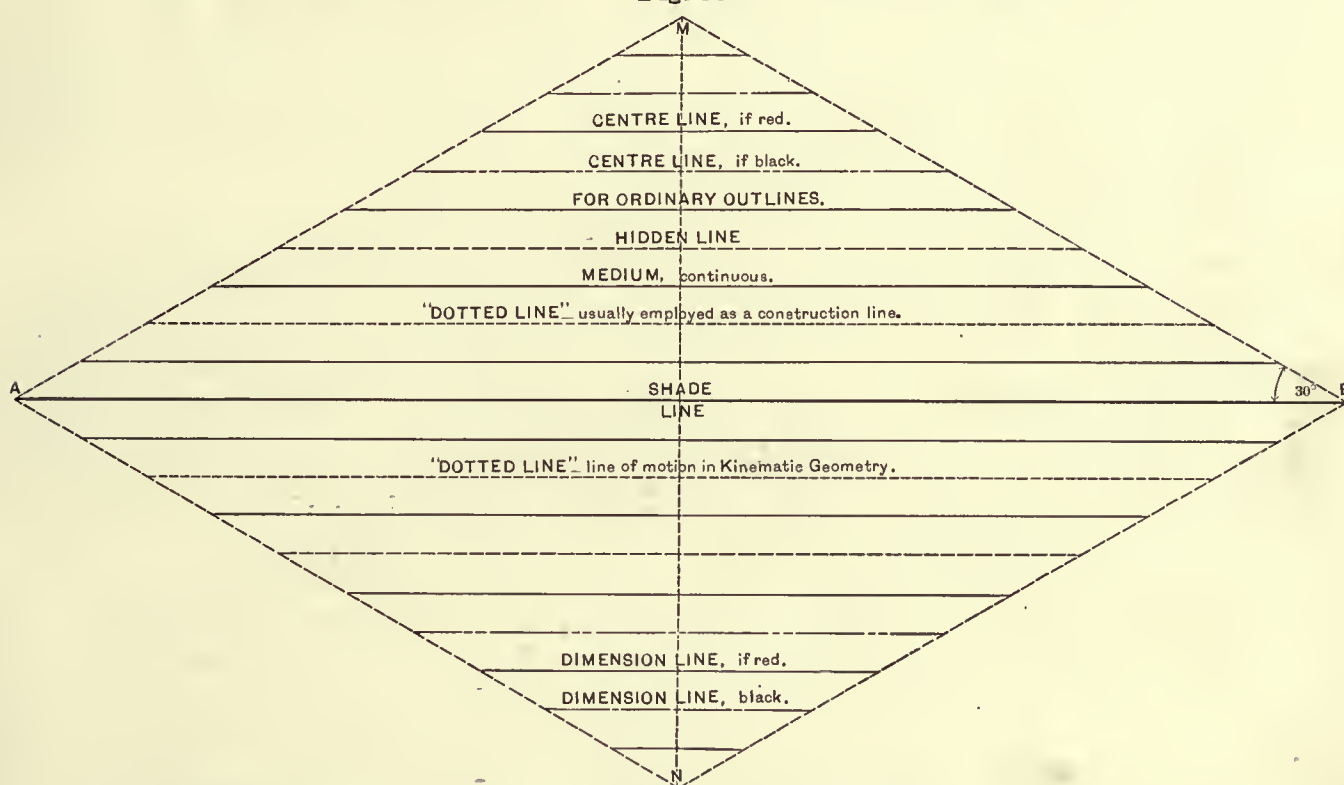 M
CENTRE LINE, if red.
CENTRE LINE, if black.
FOR ORDINARY OUTLINES.
HIDDEN LINE
MEDIUM, continuous.
"DOTTED LINE" usually employed as a construction line.
A
30°
SHADE
LINE
"DOTTED LINE" line of motion in Kinematic Geometry.
DIMENSION LINE, if red.
DIMENSION LINE, black.
N